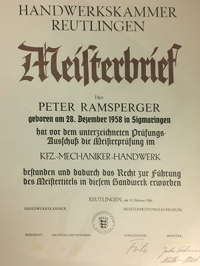 HANDWERKSKAMMER
REUTLINGEN
Meisterbrief
Herr
PETER RAMSPERGER
geboren am 28. Dezember 1958 in Sigmaringen
hat vor dem unterzeichneten Prüfungs-
Ausschuß die Meisterprüfung im
KFZ.-MECHANIKER-HANDWERK
bestanden und dadurch das Recht zur Führung
des Meistertitels in diesem Handwerk erworben
REUTLINGEN,
HANDWERKSKAMMER MEISTERPRÜFUNGSAUSSCHUSS